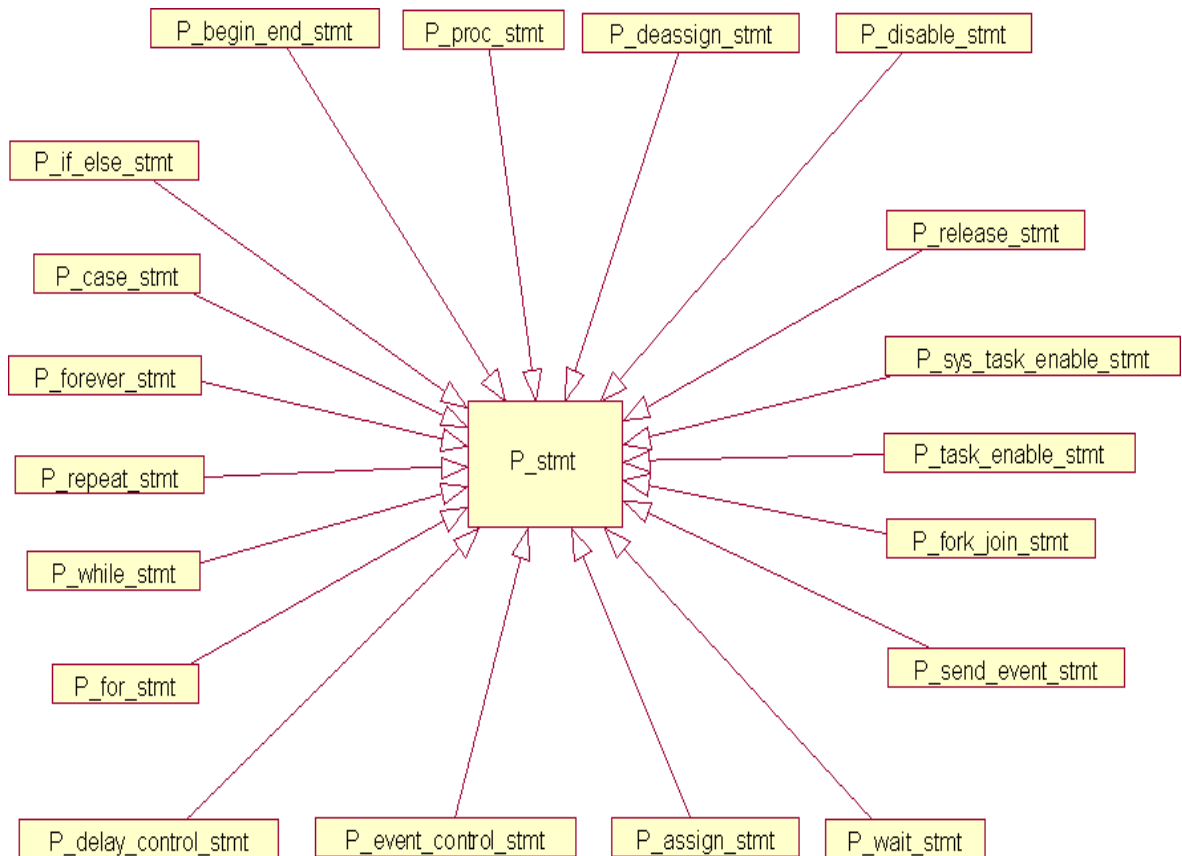 P_begin_end_stmt
P_proc_stmt
P_deassign_stmt
P_disable_stmt
P_if_else_stmt
P_release_stmt
P_case_stmt
P_forever_stmt
P_sys_task_enable_stmt
P_stmt
P_task_enable_stmt
P_repeat_stmt
P_fork_join_stmt
P_while_stmt
P_send_event_stmt
P_for_stmt
P_delay_control_stmt
P_event_control_stmt
P_assign_stmt
P_wait_stmt